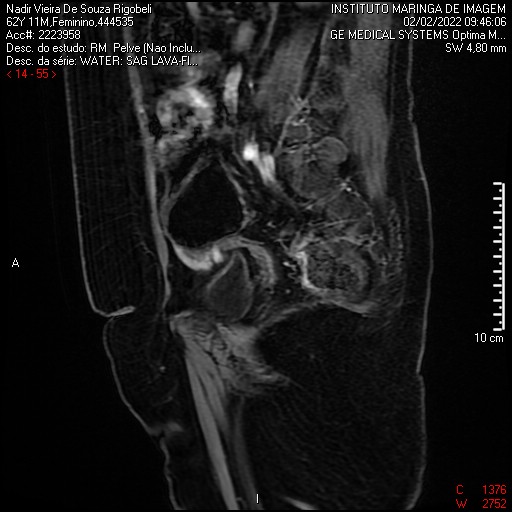 Nadir Vieira De Souza Rigobeli
62Y 11M,Feminino,444535
Acc#: 2223958
Desc. do estudo: RM Pelve (Nao Inclu...
Desc. da série: WATER: SAG LAVA-Fl...
< 14 - 55 >
INSTITUTO MARINGA DE IMAGEM
02/02/2022 09:46:06
GE MEDICAL SYSTEMS Optima M...
SW 4,80 mm
A
10 cm
I
C 1376
W 2752